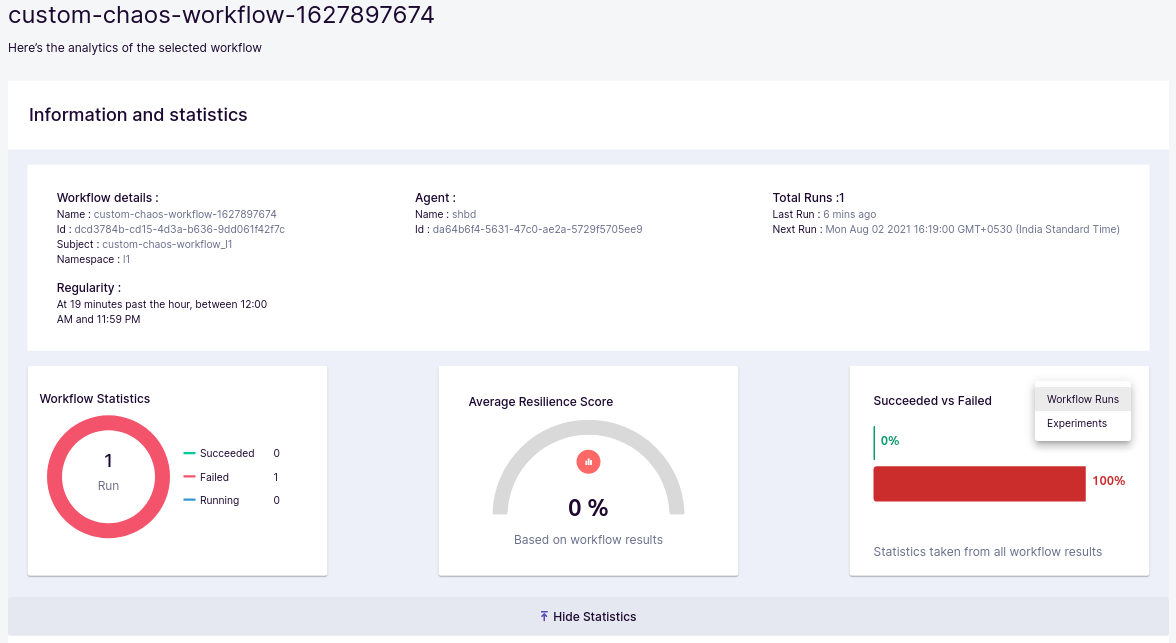 custom-chaos-workflow-1627897674
Here's the analytics of the selected workflow
Information and statistics
Workflow details :
Name : custom-chaos-workflow-1627897674
Id : dcd3784b-cd15-4d3a-b636-9dd061f42f7c
Subject : custom-chaos-workflow_l1
Namespace : l1
Regularity :
At 19 minutes past the hour, between 12:00
AM and 11:59 PM
Agent :
Name : shbd
Id : da64b6f4-5631-47c0-ae2a-5729f5705ee9
Total Runs :1
Last Run : 6 mins ago
Next Run : Mon Aug 02 2021 16:19:00 GMT+0530 (India Standard Time)
Workflow Statistics
1
Run
Succeeded 0
Failed 1
Running 0
Average Resilience Score
0 %
Based on workflow results
Succeeded vs Failed
Workflow Runs
Experiments
0%
100%
Statistics taken from all workflow results
Hide Statistics